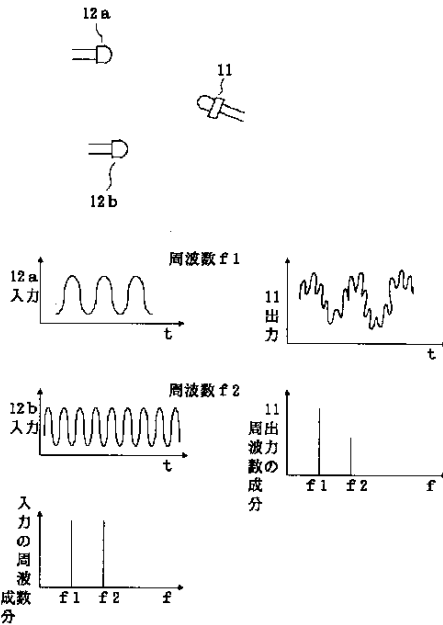 12a
11
12b
周波数f1
12a
入力
t
11
出
力
t
周波数f2
12b
入力
t
11
出
力
の
周
波
数
成
分
f1
f2
f
入
力
の
周
波
数
成分
f1
f2
f